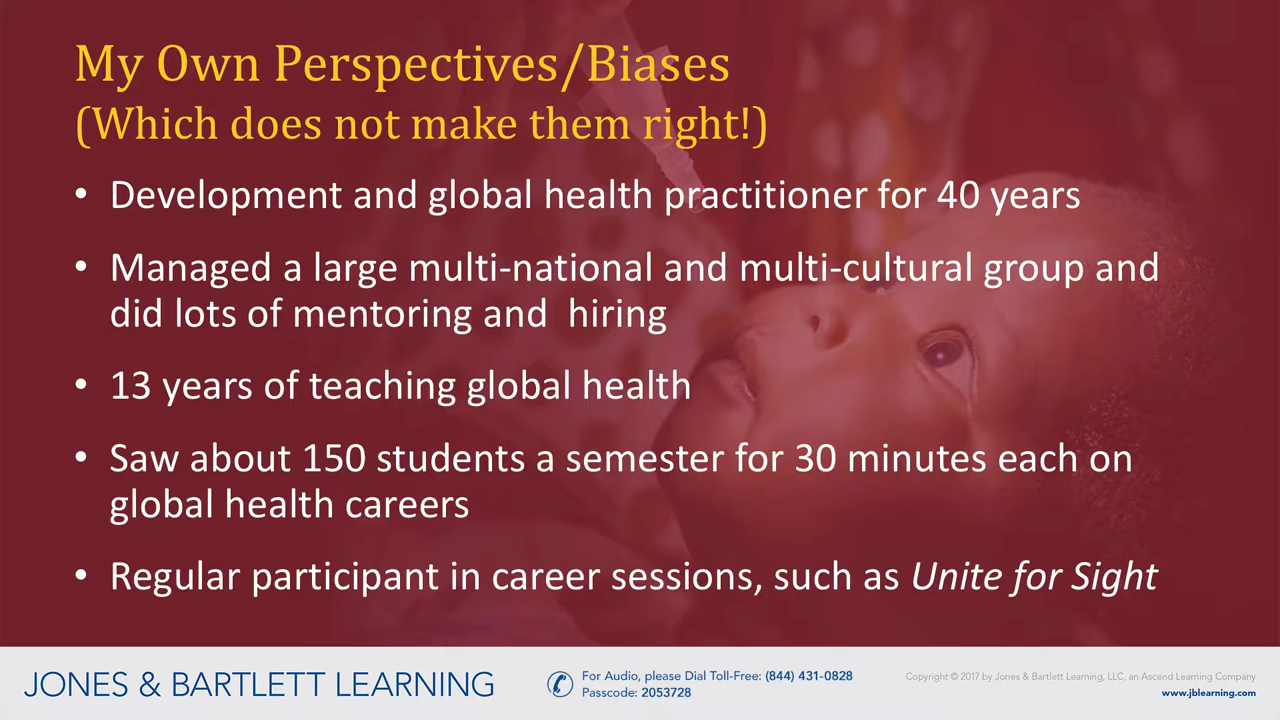 My Own Perspectives/Biases
(Which does not make them right!)
• Development and global health practitioner for 40 years
• Managed a large multi-national and multi-cultural group and
did lots of mentoring and  hiring
• 13 years of teaching global health
• Saw about 150 students a semester for 30 minutes each on
global health careers
• Regular participant in career sessions, such as Unite for Sight
JONES & BARTLETT LEARNING
For Audio, please Dial Toll-Free: (844) 431-0828
Passcode: 2053728
Copyright © 2017 by Jones & Bartlett Learning, LLC, an Ascend Learning Company
www.jblearning.com